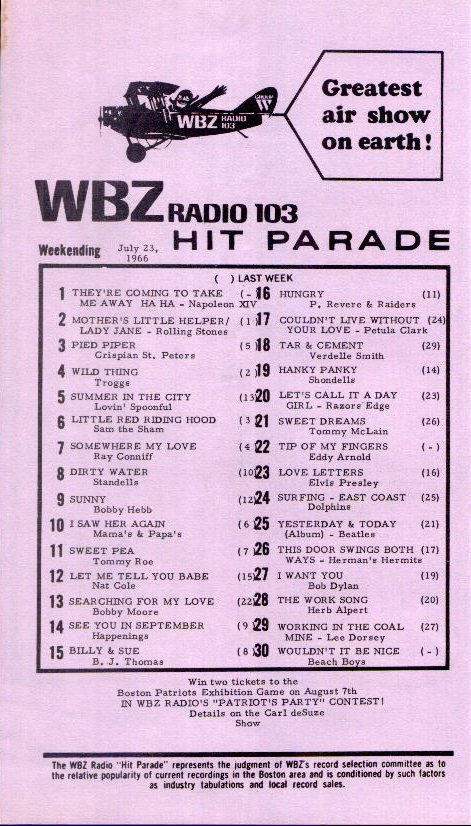 Greatest
air show
on earth!
GROUP
W
WBZ RADIO
103
WBZ RADIO 103
HIT PARADE
Weekending July 23,
1966
( ) LAST WEEK
1 THEY'RE COMING TO TAKE ( - )
ME AWAY HA HA - Napoleon XIV
2 MOTHER'S LITTLE HELPER/ ( 1 )
LADY JANE - Rolling Stones
3 PIED PIPER ( 5 )
Crispian St. Peters
4 WILD THING ( 2 )
Troggs
5 SUMMER IN THE CITY (13)
Lovin' Spoonful
6 LITTLE RED RIDING HOOD ( 3 )
Sam the Sham
7 SOMEWHERE MY LOVE ( 4 )
Ray Conniff
8 DIRTY WATER (10)
Standells
9 SUNNY (12)
Bobby Hebb
10 I SAW HER AGAIN ( 6 )
Mama's & Papa's
11 SWEET PEA ( 7 )
Tommy Roe
12 LET ME TELL YOU BABE (15)
Nat Cole
13 SEARCHING FOR MY LOVE (22)
Bobby Moore
14 SEE YOU IN SEPTEMBER ( 9 )
Happenings
15 BILLY & SUE ( 8 )
B. J. Thomas
16 HUNGRY (11)
P. Revere & Raiders
17 COULDN'T LIVE WITHOUT (24)
YOUR LOVE - Petula Clark
18 TAR & CEMENT (29)
Verdelle Smith
19 HANKY PANKY (14)
Shondells
20 LET'S CALL IT A DAY (23)
GIRL - Razors Edge
21 SWEET DREAMS (26)
Tommy McLain
22 TIP OF MY FINGERS ( - )
Eddy Arnold
23 LOVE LETTERS (16)
Elvis Presley
24 SURFING - EAST COAST (25)
Dolphins
25 YESTERDAY & TODAY (21)
(Album) - Beatles
26 THIS DOOR SWINGS BOTH (17)
WAYS - Herman's Hermits
27 I WANT YOU (19)
Bob Dylan
28 THE WORK SONG (20)
Herb Alpert
29 WORKING IN THE COAL (27)
MINE - Lee Dorsey
30 WOULDN'T IT BE NICE ( - )
Beach Boys
Win two tickets to the
Boston Patriots Exhibition Game on August 7th
IN WBZ RADIO'S "PATRIOT'S PARTY" CONTEST!
Details on the Carl deSuze
Show
The WBZ Radio "Hit Parade" represents the judgment of WBZ's record selection committee as to
the relative popularity of current recordings in the Boston area and is conditioned by such factors
as industry tabulations and local record sales.